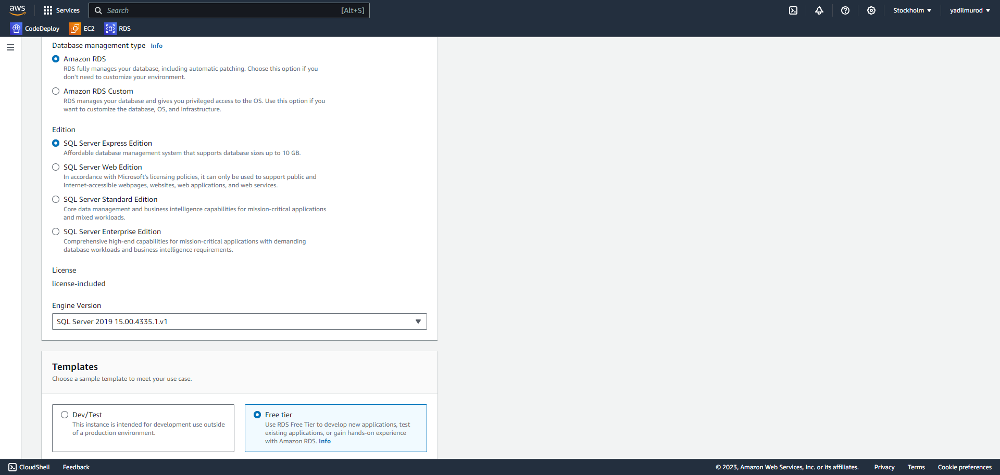 aws
Services
Search
[Alt+S]
Stockholm
yadilmurod
CodeDeploy
EC2
RDS
Database management type Info
Amazon RDS
RDS fully manages your database, including automatic patching. Choose this option if you
don't need to customize your environment.
Amazon RDS Custom
RDS manages your database and gives you privileged access to the OS. Use this option if you
want to customize the database, OS, and infrastructure.
Edition
SQL Server Express Edition
Affordable database management system that supports database sizes up to 10 GB.
SQL Server Web Edition
In accordance with Microsoft's licensing policies, it can only be used to support public and
Internet-accessible webpages, websites, web applications, and web services.
SQL Server Standard Edition
Core data management and business intelligence capabilities for mission-critical applications
and mixed workloads.
SQL Server Enterprise Edition
Comprehensive high-end capabilities for mission-critical applications with demanding
database workloads and business intelligence requirements.
License
license-included
Engine Version
SQL Server 2019 15.00.4335.1.v1
Templates
Choose a sample template to meet your use case.
Dev/Test
This instance is intended for development use outside
of a production environment.
Free tier
Use RDS Free Tier to develop new applications, test
existing applications, or gain hands-on experience
with Amazon RDS. Info
CloudShell
Feedback
© 2023, Amazon Web Services, Inc. or its affiliates.
Privacy
Terms
Cookie preferences